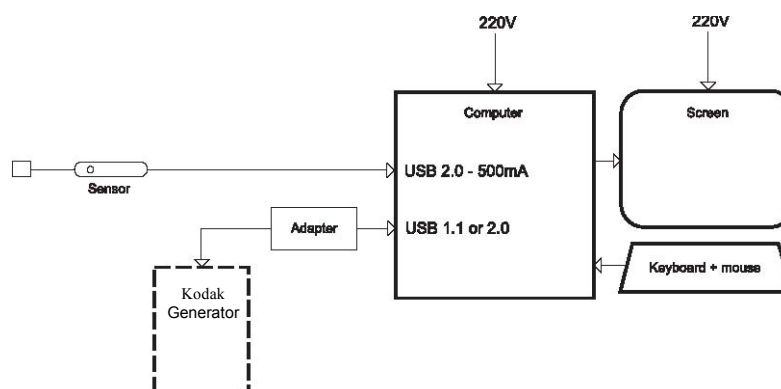 220V
220V
Computer
Screen
USB 2.0 - 500mA
Sensor
Adapter
USB 1.1 or 2.0
Keyboard + mouse
Kodak
Generator